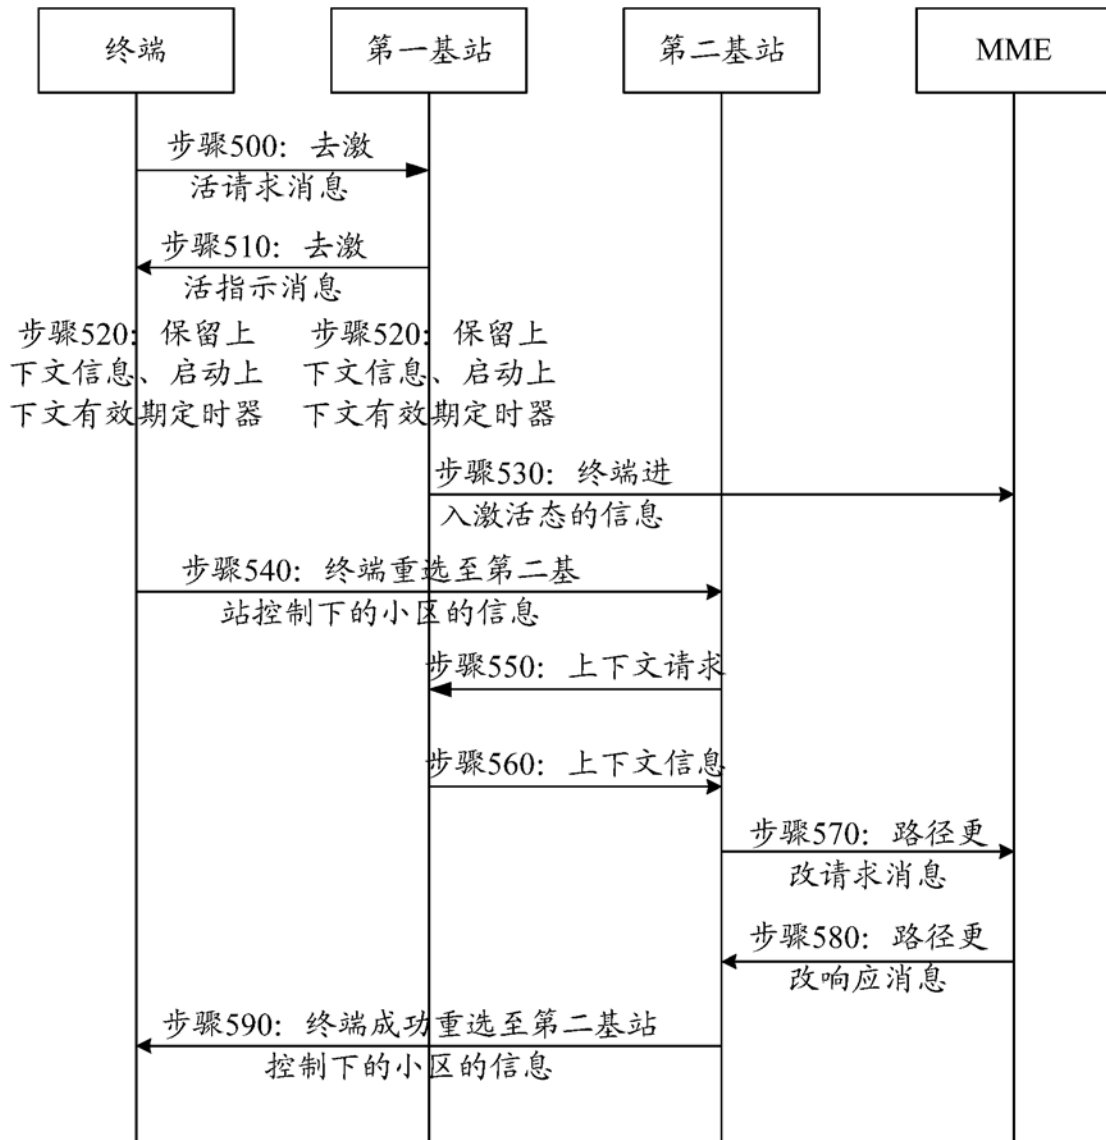 终端
第一基站
第二基站
MME
步骤500：去激
活请求消息
步骤510：去激
活指示消息
步骤520：保留上
下文信息、启动上
下文有效期定时器
步骤520：保留上
下文信息、启动上
下文有效期定时器
步骤530：终端进
入激活态的信息
步骤540：终端重选至第二基
站控制下的小区的信息
步骤550：上下文请求
步骤560：上下文信息
步骤570：路径更
改请求消息
步骤580：路径更
改响应消息
步骤590：终端成功重选至第二基站
控制下的小区的信息